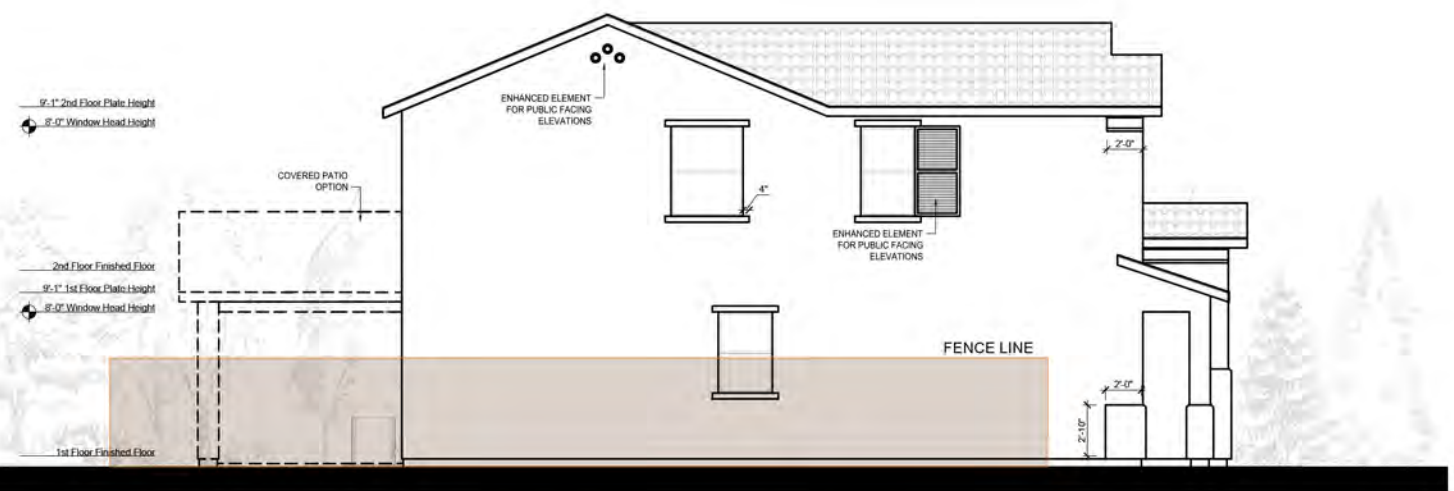 ENHANCED ELEMENT
FOR PUBLIC FACING
ELEVATIONS
9'-1" 2nd Floor Plate Height
8'-0" Window Head Height
2'-0"
COVERED PATIO
OPTION
4"
ENHANCED ELEMENT
FOR PUBLIC FACING
ELEVATIONS
2nd Floor Finished Floor
9'-1" 1st Floor Plate Height
8'-0" Window Head Height
FENCE LINE
2'-0"
2'-10"
1st Floor Finished Floor